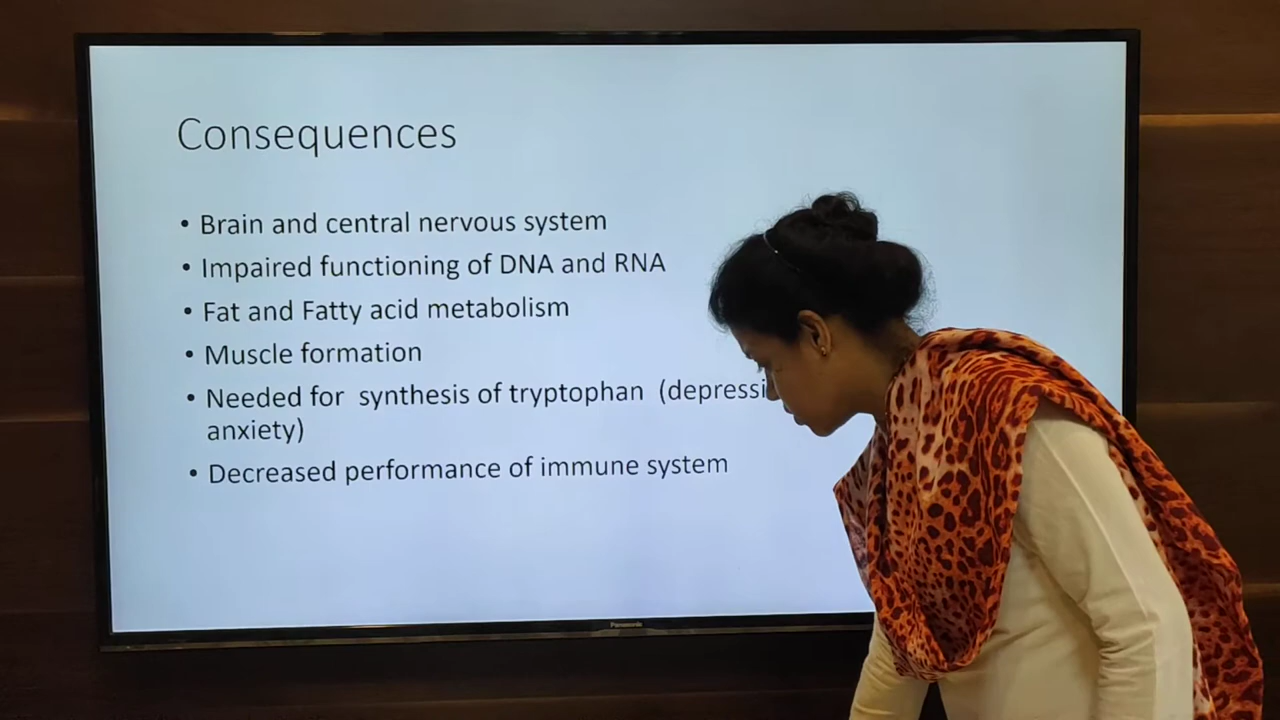 Consequences
• Brain and central nervous system
• Impaired functioning of DNA and RNA
• Fat and Fatty acid metabolism
• Muscle formation
• Needed for synthesis of tryptophan (depressi
anxiety)
• Decreased performance of immune system
Panasonic